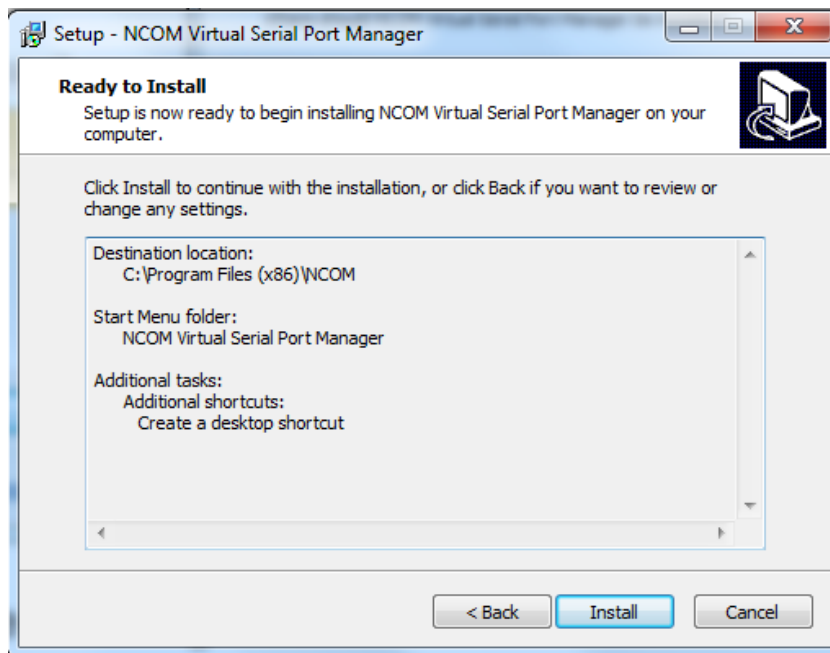 Setup - NCOM Virtual Serial Port Manager
Ready to Install
Setup is now ready to begin installing NCOM Virtual Serial Port Manager on your
computer.
Click Install to continue with the installation, or click Back if you want to review or
change any settings.
Destination location:
C:\Program Files (x86)\NCOM
Start Menu folder:
NCOM Virtual Serial Port Manager
Additional tasks:
Additional shortcuts:
Create a desktop shortcut
< Back
Install
Cancel